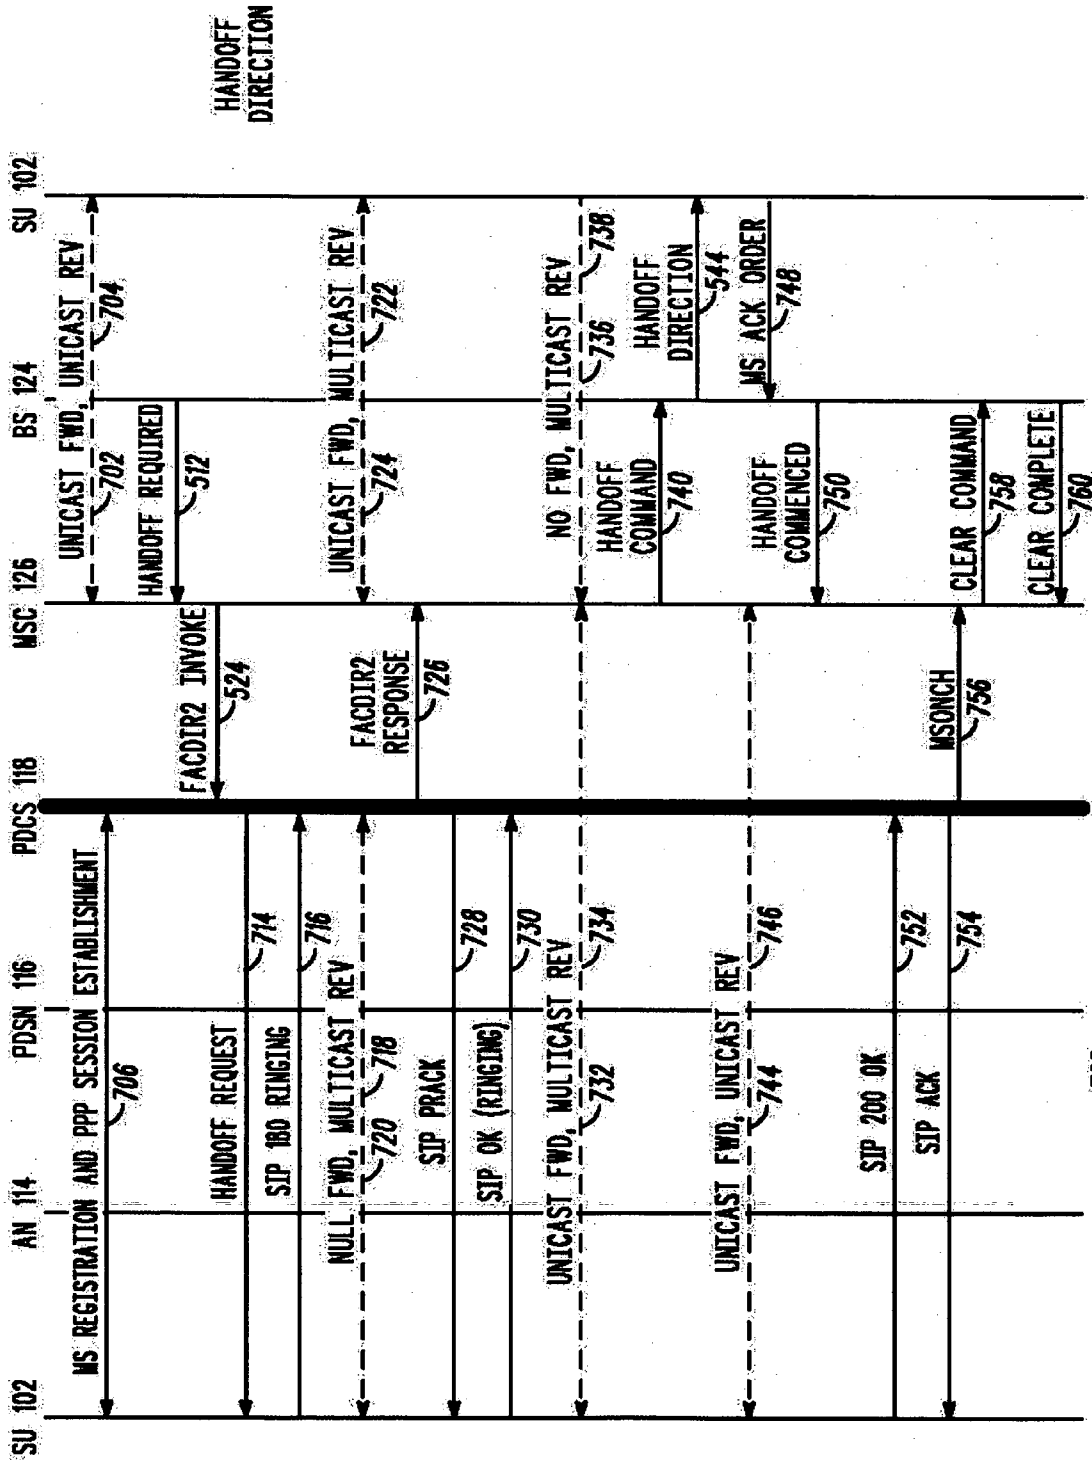 SU 102
AN 114
PDSN 116
PDCS 118
MSC 126
BS 124
SU 102
UNICAST FWD, UNICAST REV
702
704
MS REGISTRATION AND PPP SESSION ESTABLISHMENT
706
HANDOFF REQUIRED
512
FACDIR2 INVOKE
524
HANDOFF
DIRECTION
HANDOFF REQUEST
714
SIP 180 RINGING
716
NULL FWD, MULTICAST REV
720
718
UNICAST FWD, MULTICAST REV
724
722
FACDIR2
RESPONSE
726
SIP PRACK
728
SIP OK (RINGING)
730
UNICAST FWD, MULTICAST REV
732
734
NO FWD, MULTICAST REV
736
738
HANDOFF
COMMAND
740
HANDOFF
DIRECTION
544
UNICAST FWD, UNICAST REV
744
746
MS ACK ORDER
748
HANDOFF
COMMENCED
750
SIP 200 OK
752
SIP ACK
754
MSONCH
756
CLEAR COMMAND
758
CLEAR COMPLETE
760